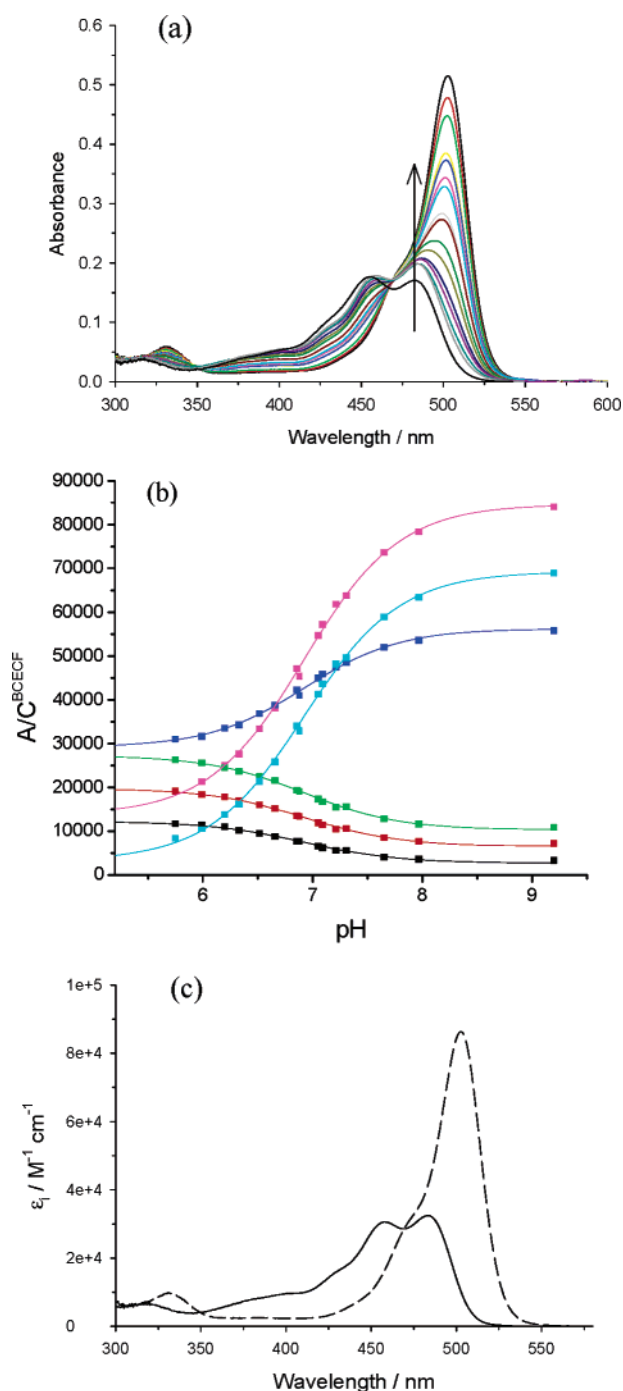 (a)
0.6
0.5
0.4
0.3
0.2
0.1
0.0
Absorbance
300 350 400 450 500 550 600
Wavelength / nm
(b)
90000
80000
70000
60000
50000
40000
30000
20000
10000
0
A/C^BCECF
6 7 8 9
pH
(c)
1e+5
8e+4
6e+4
4e+4
2e+4
0
εᵢ / M⁻¹ cm⁻¹
300 350 400 450 500 550
Wavelength / nm